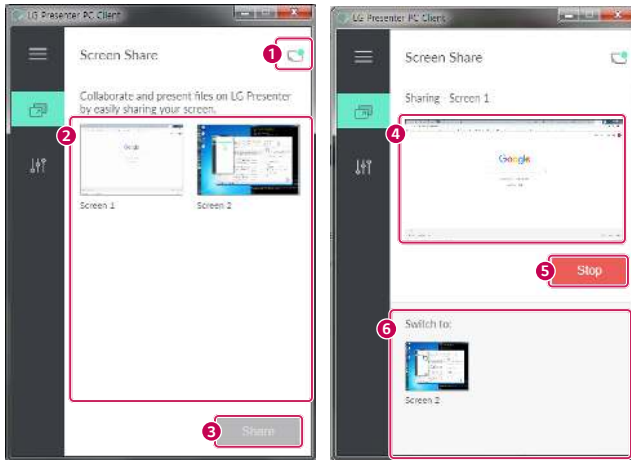 LG Presenter PC Client
Screen Share
1
Collaborate and present files on LG Presenter
by easily sharing your screen.
2
Google
Screen 1
Screen 2
3
Share
LG Presenter PC Client
Screen Share
Sharing - Screen 1
4
Google
5
Stop
6
Switch to:
Screen 2